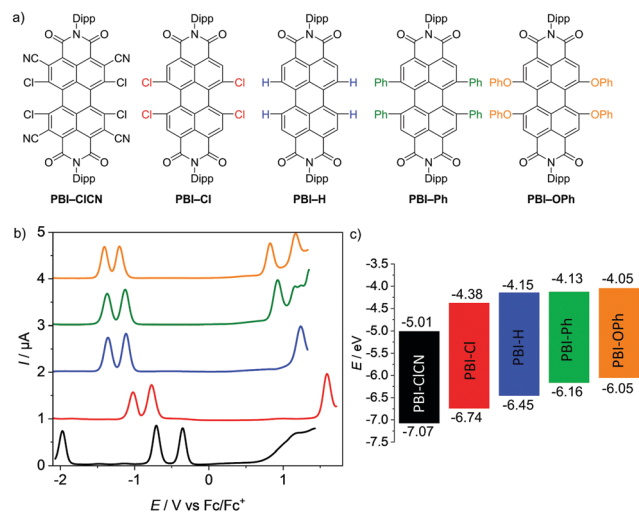 a)
Dipp Dipp Dipp Dipp Dipp
O N O O N O O N O O N O O N O
NC CN
Cl Cl Cl Cl H H Ph Ph PhO OPh
Cl Cl Cl Cl H H Ph Ph PhO OPh
NC CN
O N O O N O O N O O N O O N O
Dipp Dipp Dipp Dipp Dipp
PBI–ClCN PBI–Cl PBI–H PBI–Ph PBI–OPh
b)
5
4
3
2
1
0
I / µA
-2 -1 0 1
E / V vs Fc/Fc+
c)
-3.5
-4.0
-4.5
-5.0
-5.5
-6.0
-6.5
-7.0
-7.5
E / eV
-5.01
PBI-ClCN
-7.07
-4.38
PBI-Cl
-6.74
-4.15
PBI-H
-6.45
-4.13
PBI-Ph
-6.16
-4.05
PBI-OPh
-6.05